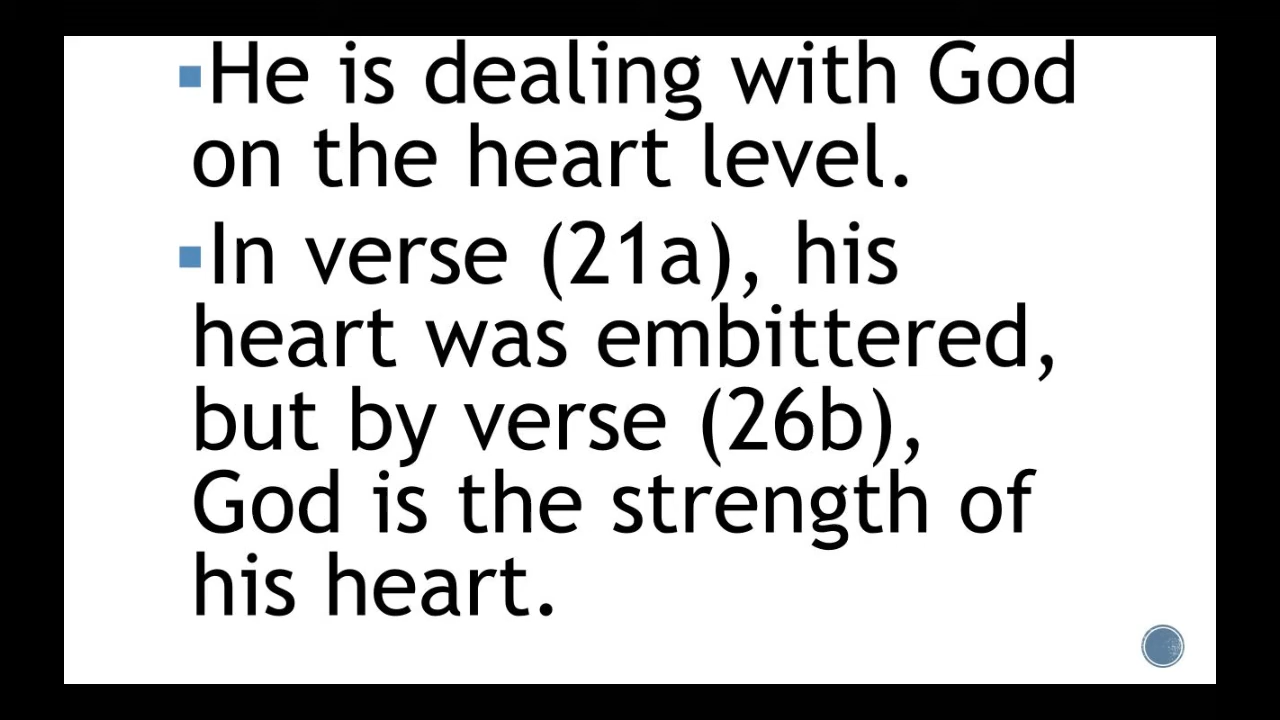 ▪He is dealing with God
on the heart level.
▪In verse (21a), his
heart was embittered,
but by verse (26b),
God is the strength of
his heart.